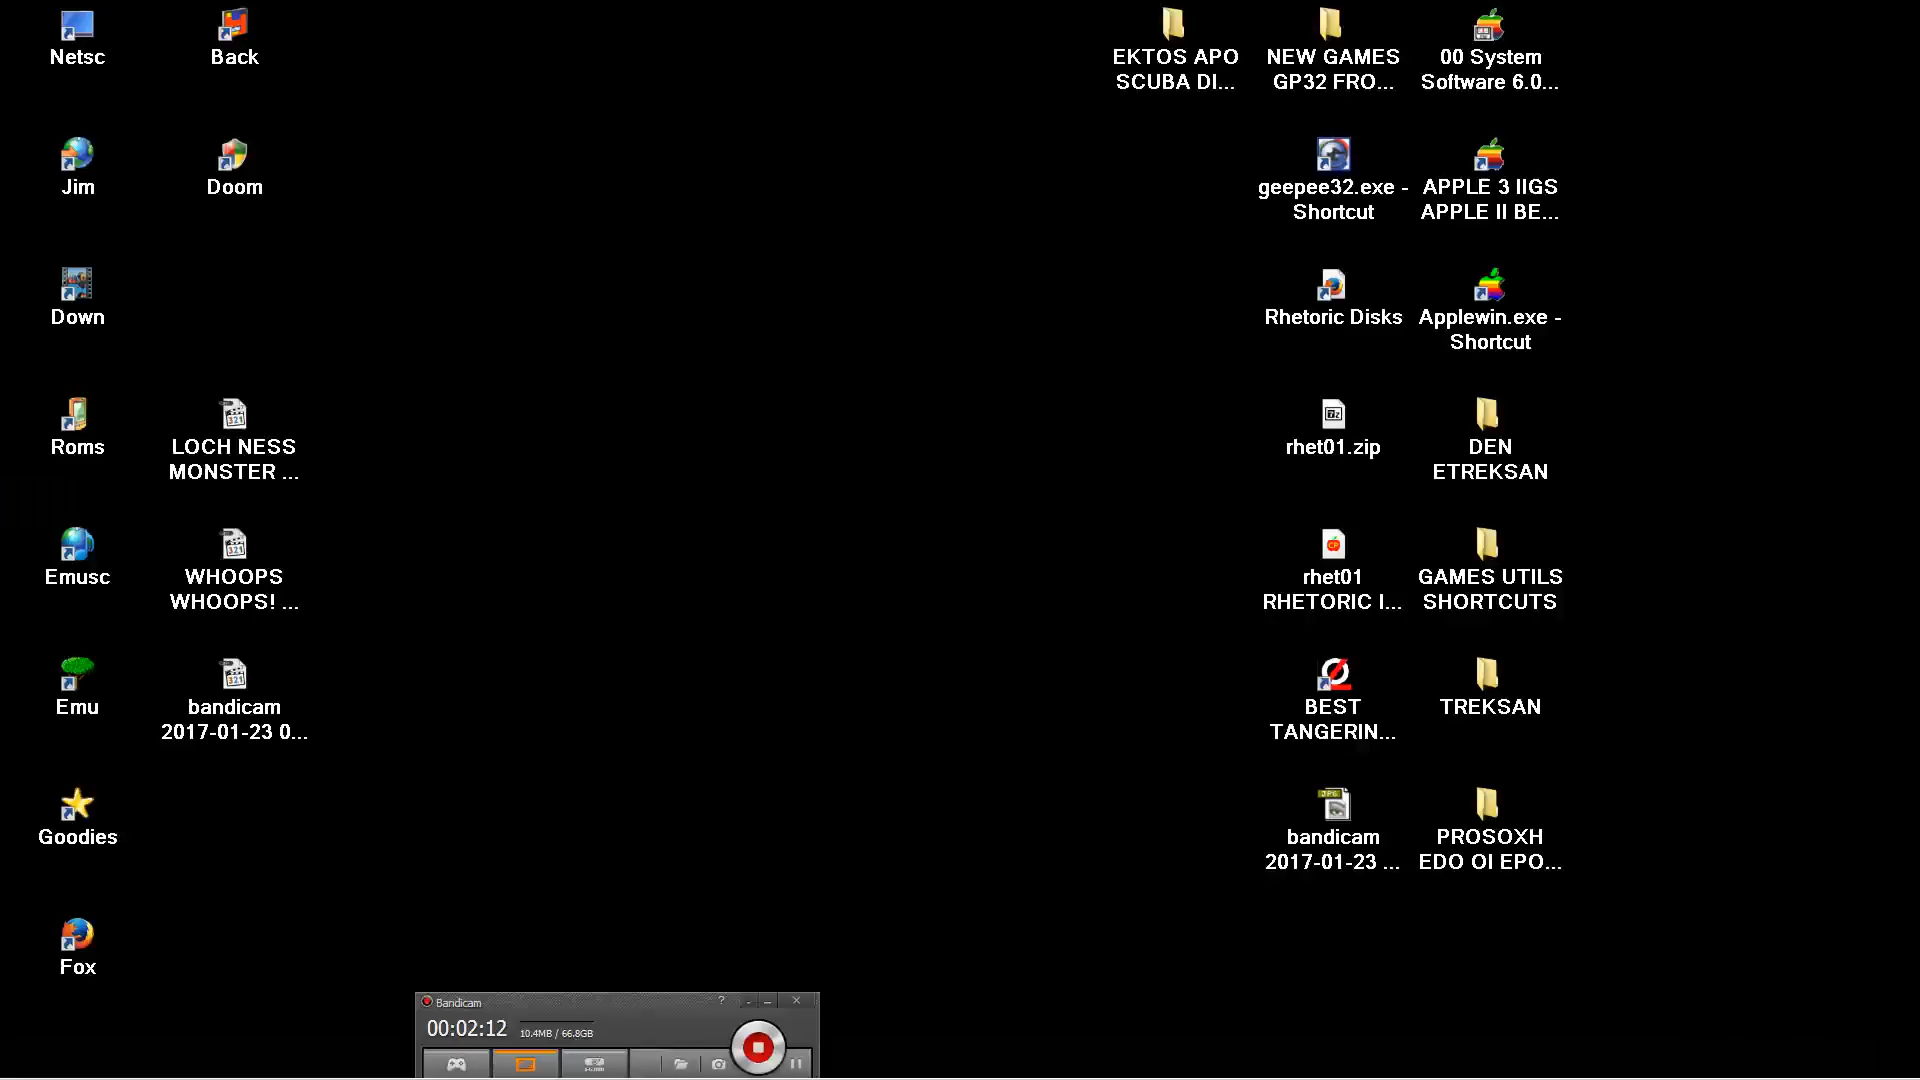 Netsc
Back
EKTOS APO
SCUBA DI...
NEW GAMES
GP32 FRO...
00 System
Software 6.0...
Jim
Doom
geepee32.exe -
Shortcut
APPLE 3 IIGS
APPLE II BE...
Down
Rhetoric Disks
Applewin.exe -
Shortcut
Roms
LOCH NESS
MONSTER ...
rhet01.zip
DEN
ETREKSAN
Emusc
WHOOPS
WHOOPS! ...
rhet01
RHETORIC I...
GAMES UTILS
SHORTCUTS
Emu
bandicam
2017-01-23 0...
BEST
TANGERIN...
TREKSAN
Goodies
bandicam
2017-01-23 ...
PROSOXH
EDO OI EPO...
Fox
Bandicam
00:02:12
10.4MB / 66.8GB